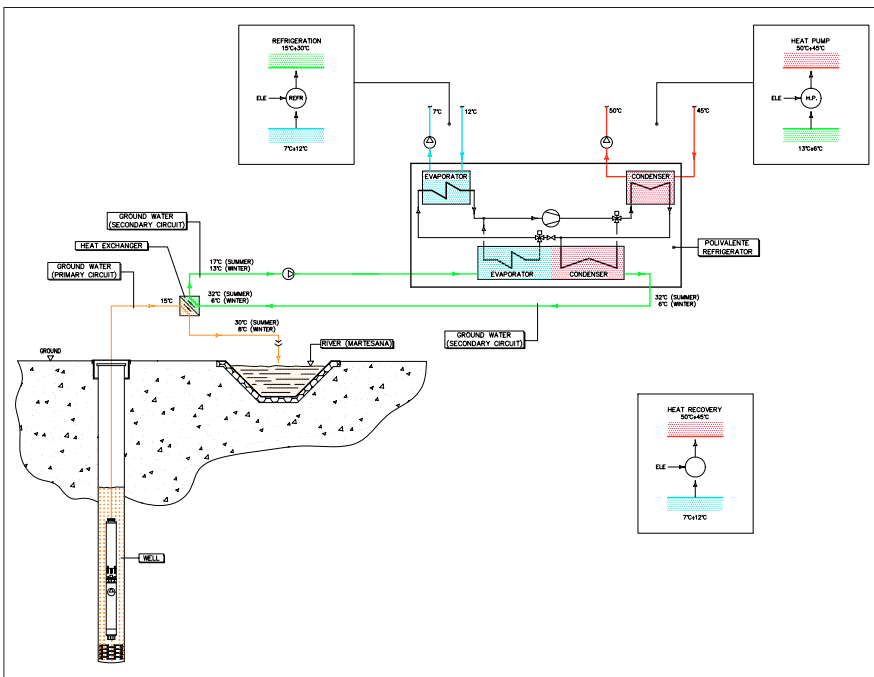 REFRIGERATION
15°C÷30°C
ELE
REFR
7°C÷12°C
HEAT PUMP
50°C÷45°C
ELE
H.P.
13°C÷6°C
7°C
12°C
50°C
45°C
EVAPORATOR
CONDENSER
GROUND WATER
(SECONDARY CIRCUIT)
HEAT EXCHANGER
GROUND WATER
(PRIMARY CIRCUIT)
17°C (SUMMER)
13°C (WINTER)
POLIVALENTE
REFRIGERATOR
EVAPORATOR
CONDENSER
15°C
32°C (SUMMER)
6°C (WINTER)
32°C (SUMMER)
6°C (WINTER)
30°C (SUMMER)
8°C (WINTER)
GROUND WATER
(SECONDARY CIRCUIT)
RIVER (MARTESANA)
GROUND
HEAT RECOVERY
50°C÷45°C
ELE
7°C÷12°C
WELL